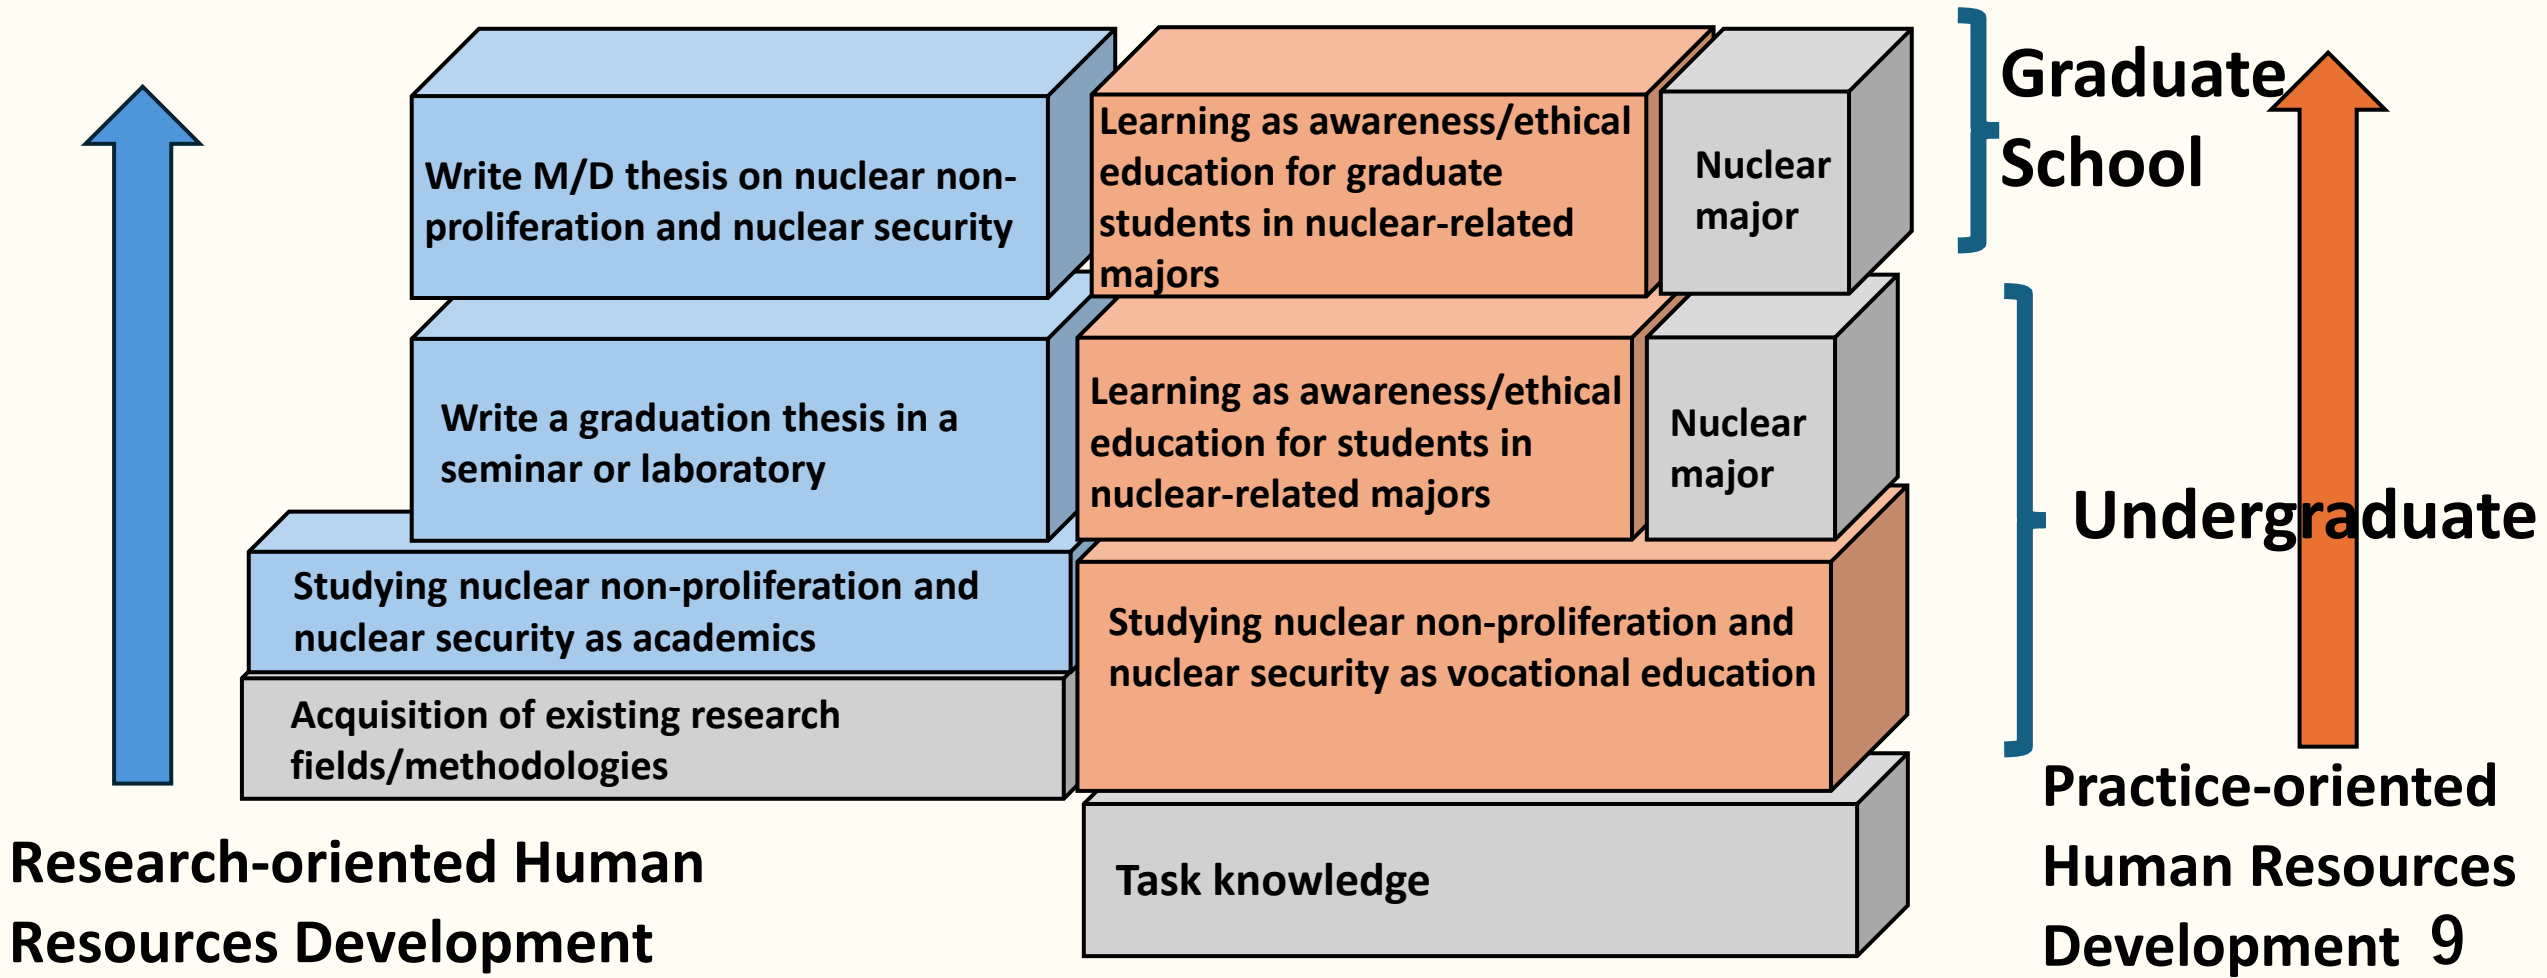 Write M/D thesis on nuclear non-
proliferation and nuclear security
Learning as awareness/ethical
education for graduate
students in nuclear-related
majors
Nuclear
major
Graduate
School
Write a graduation thesis in a
seminar or laboratory
Learning as awareness/ethical
education for students in
nuclear-related majors
Nuclear
major
Undergraduate
Studying nuclear non-proliferation and
nuclear security as academics
Studying nuclear non-proliferation and
nuclear security as vocational education
Acquisition of existing research
fields/methodologies
Task knowledge
Research-oriented Human
Resources Development
Practice-oriented
Human Resources
Development
9